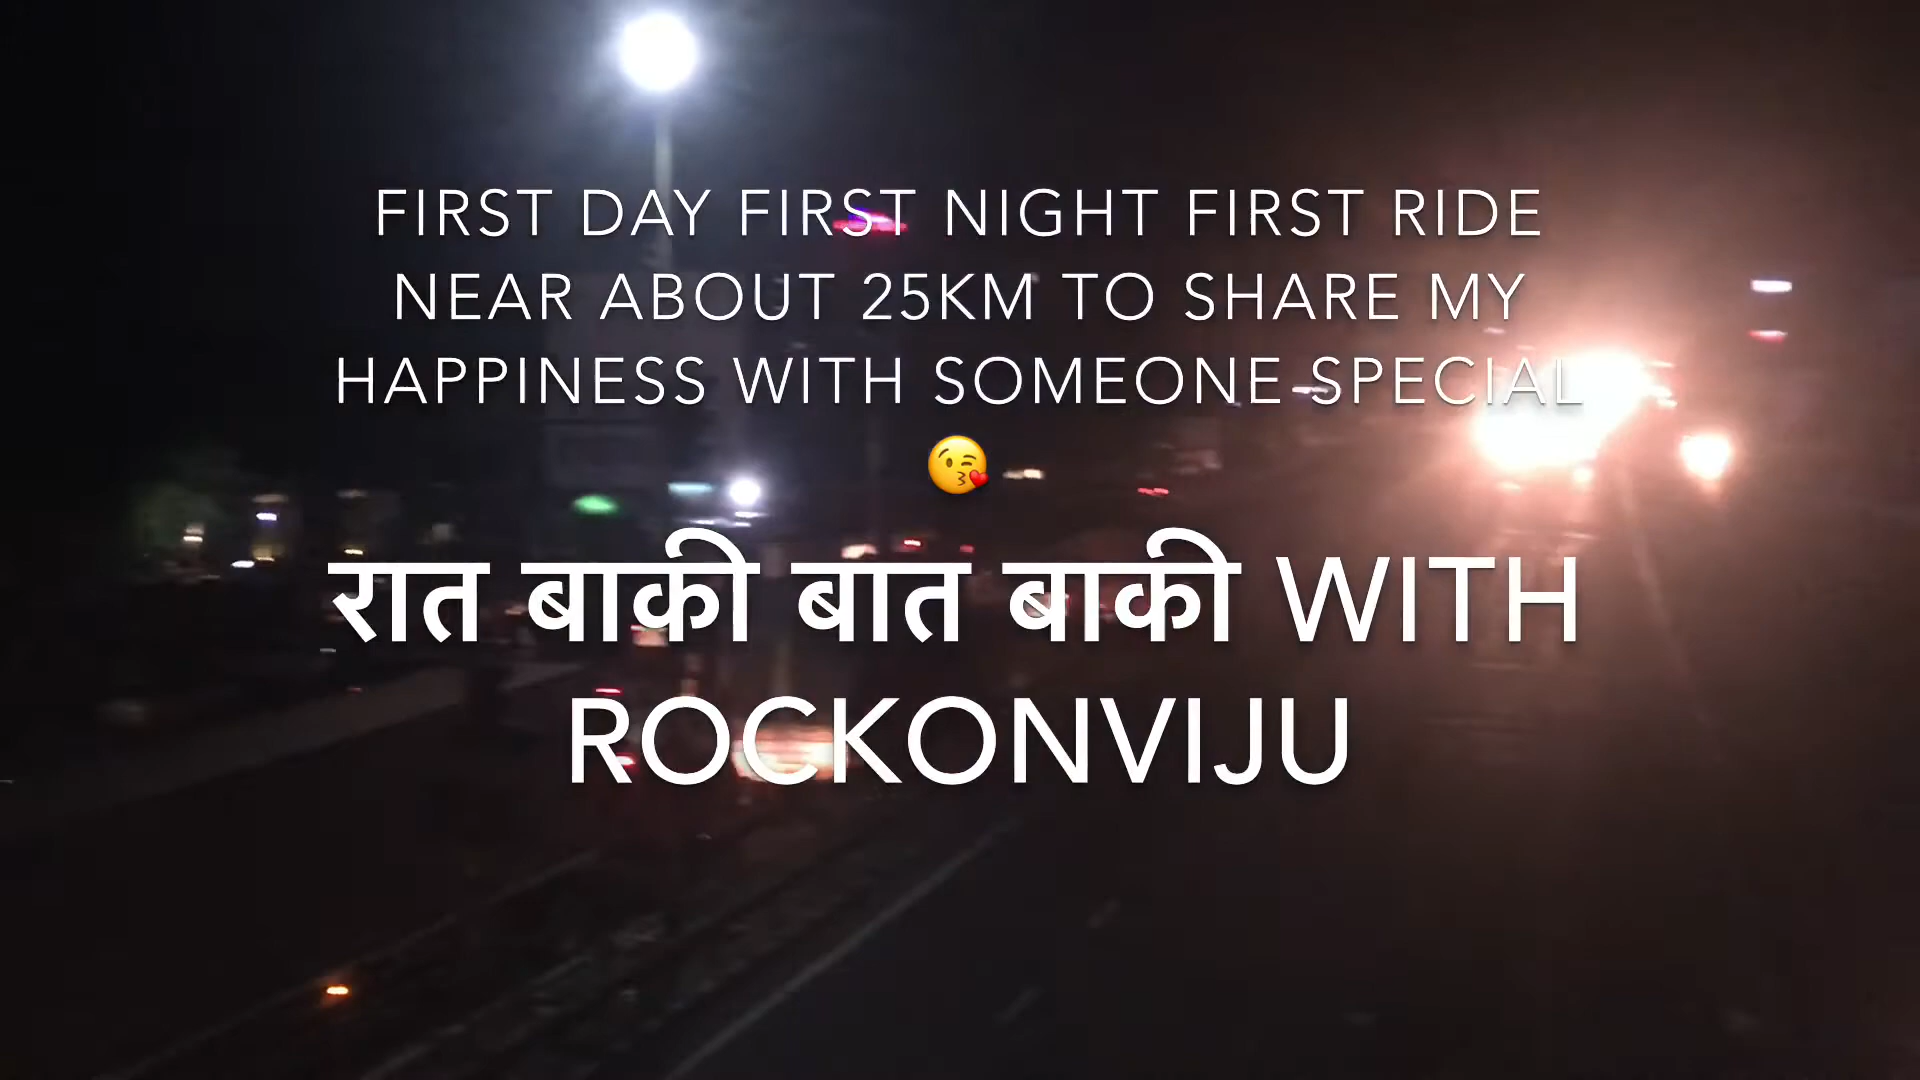 FIRST DAY FIRST NIGHT FIRST RIDE
NEAR ABOUT 25KM TO SHARE MY
HAPPINESS WITH SOMEONE SPECIAL
😘
रात बाकी बात बाकी WITH
ROCKONVIJU